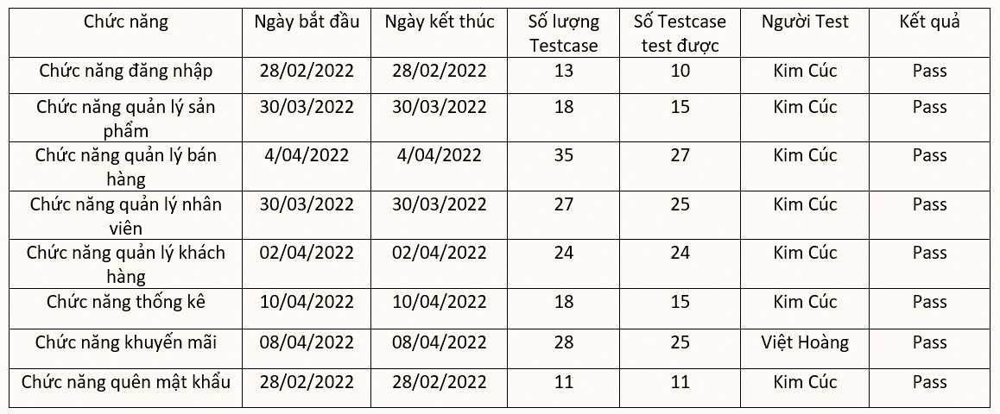 Chức năng Ngày bắt đầu Ngày kết thúc Số lượng Testcase Số Testcase test được Người Test Kết quả
Chức năng đăng nhập 28/02/2022 28/02/2022 13 10 Kim Cúc Pass
Chức năng quản lý sản phẩm 30/03/2022 30/03/2022 18 15 Kim Cúc Pass
Chức năng quản lý bán hàng 4/04/2022 4/04/2022 35 27 Kim Cúc Pass
Chức năng quản lý nhân viên 30/03/2022 30/03/2022 27 25 Kim Cúc Pass
Chức năng quản lý khách hàng 02/04/2022 02/04/2022 24 24 Kim Cúc Pass
Chức năng thống kê 10/04/2022 10/04/2022 18 15 Kim Cúc Pass
Chức năng khuyến mãi 08/04/2022 08/04/2022 28 25 Việt Hoàng Pass
Chức năng quên mật khẩu 28/02/2022 28/02/2022 11 11 Kim Cúc Pass